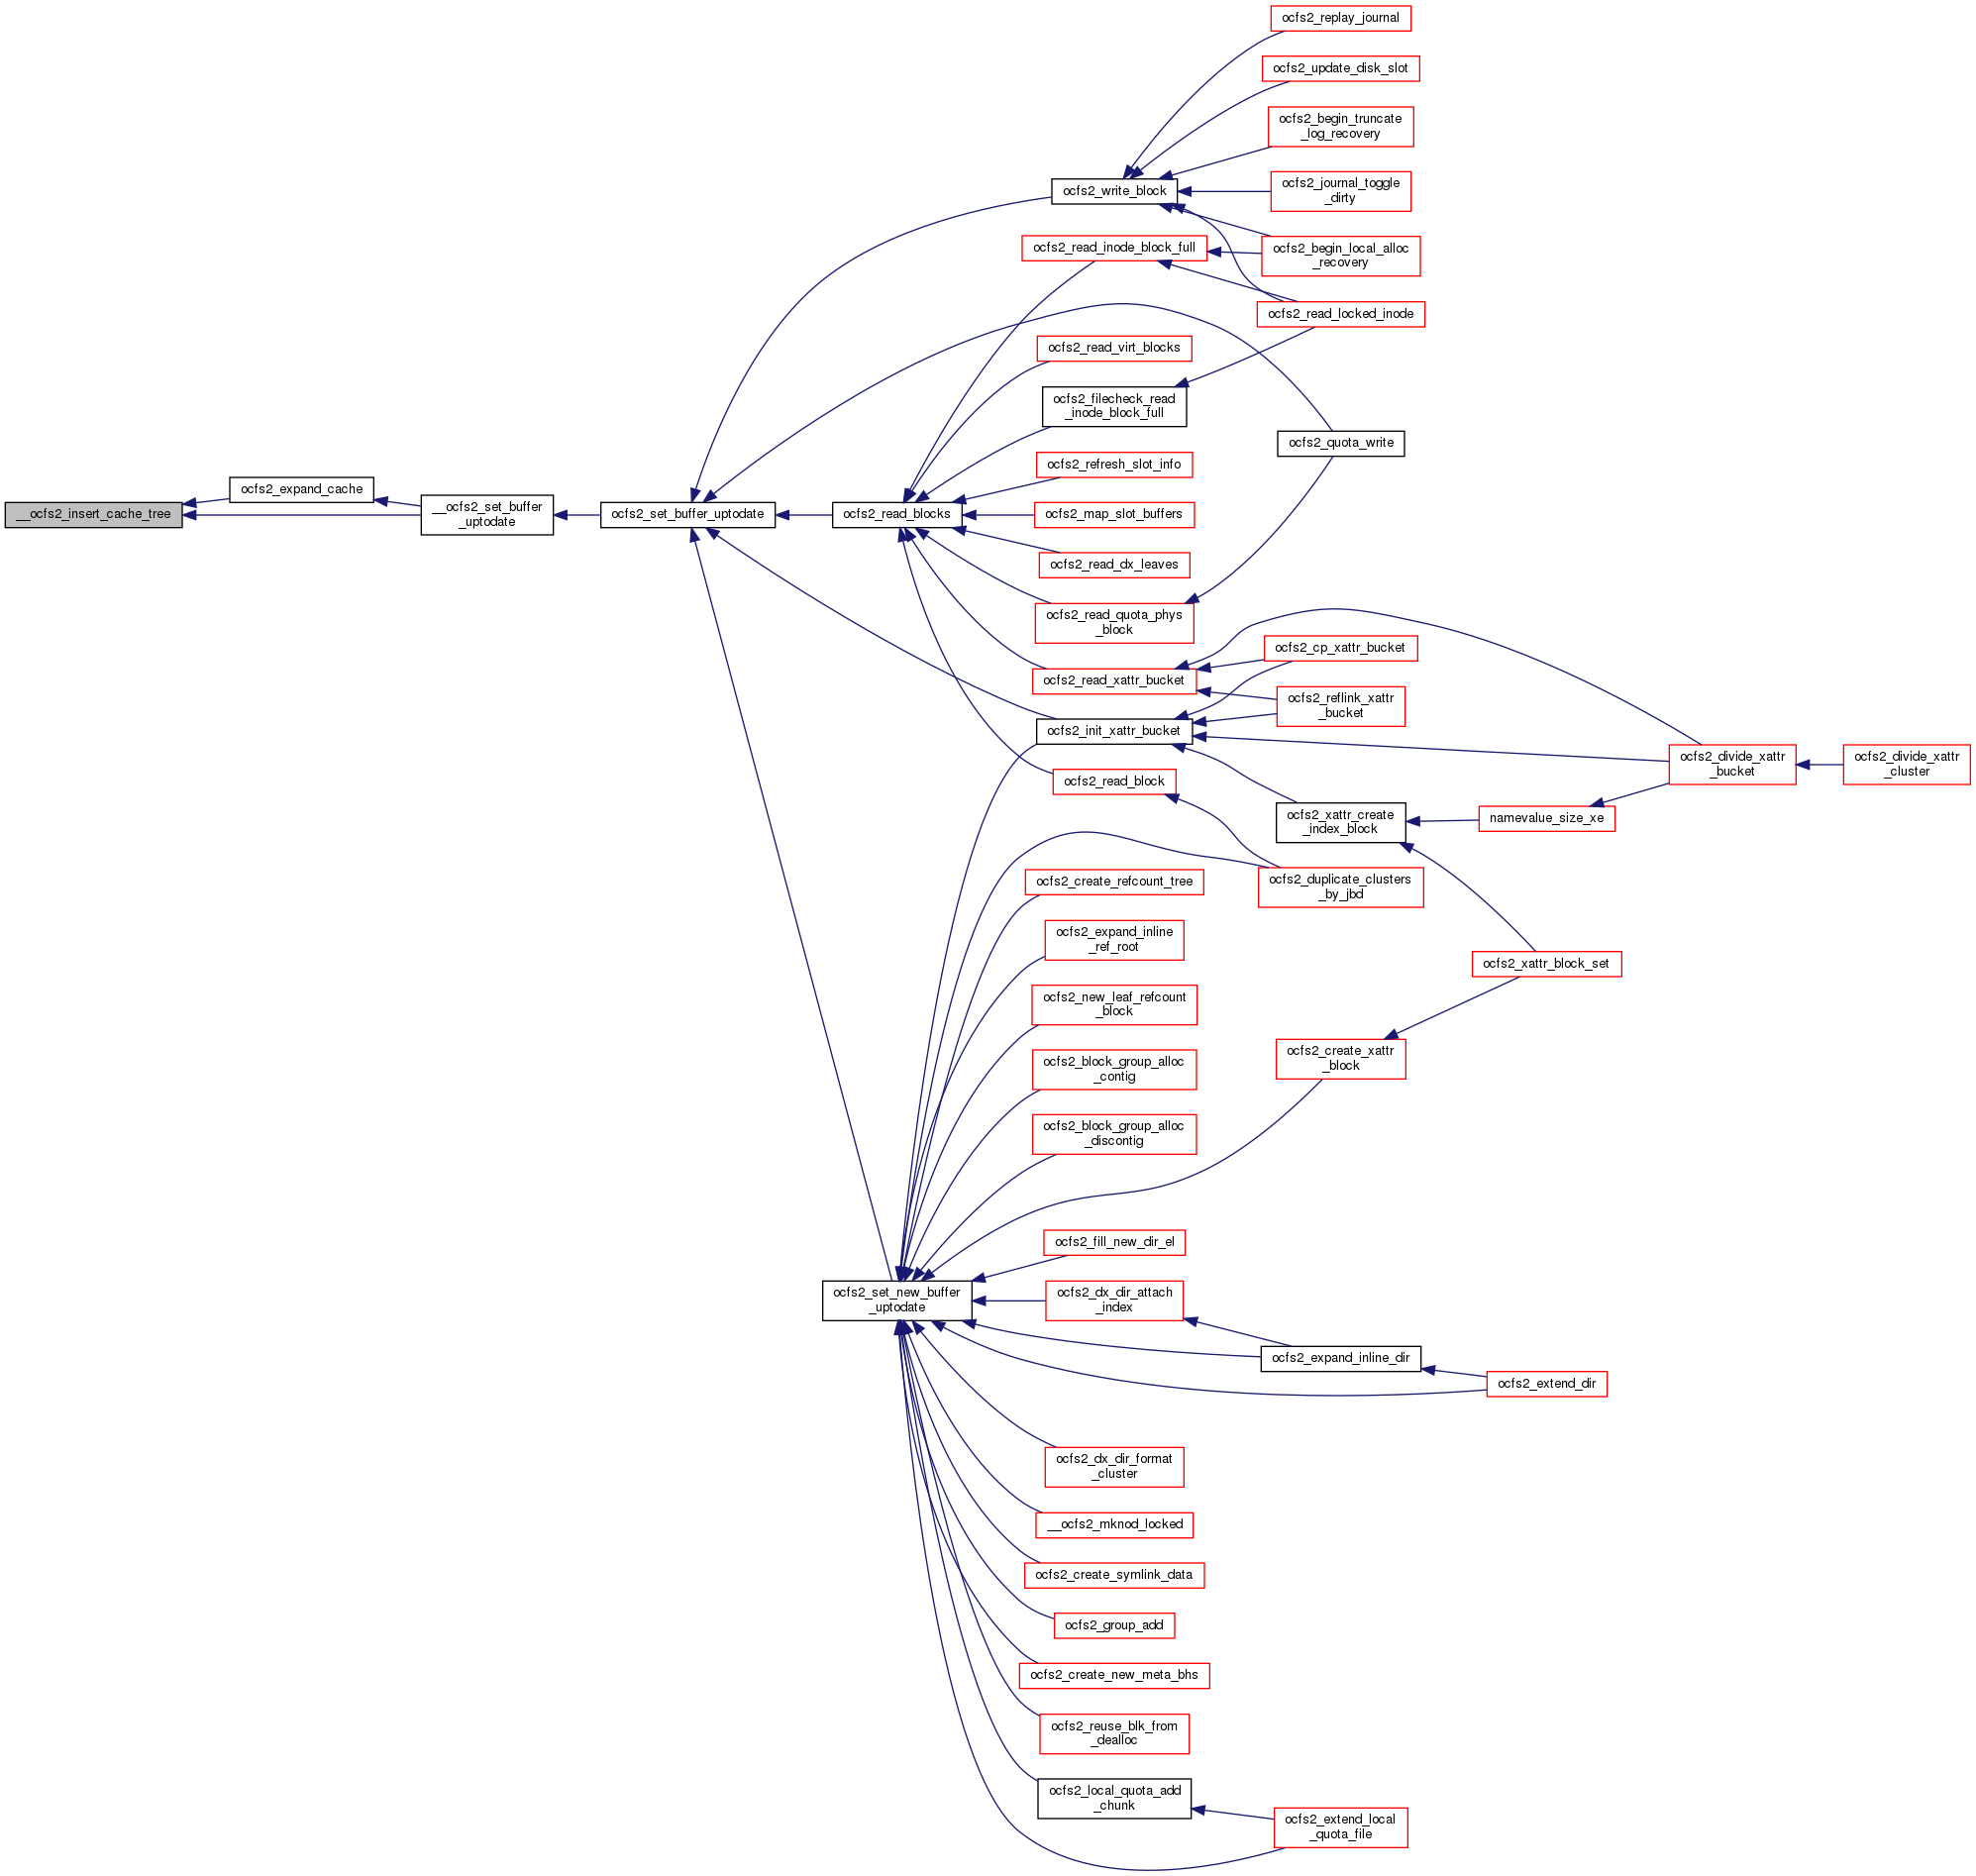 ocfs2_replay_journal
ocfs2_update_disk_slot
ocfs2_begin_truncate
_log_recovery
ocfs2_write_block
ocfs2_journal_toggle
_dirty
ocfs2_read_inode_block_full
ocfs2_begin_local_alloc
_recovery
ocfs2_read_locked_inode
ocfs2_read_virt_blocks
ocfs2_filecheck_read
_inode_block_full
ocfs2_quota_write
ocfs2_refresh_slot_info
ocfs2_expand_cache
__ocfs2_insert_cache_tree
__ocfs2_set_buffer
_uptodate
ocfs2_set_buffer_uptodate
ocfs2_read_blocks
ocfs2_map_slot_buffers
ocfs2_read_dx_leaves
ocfs2_read_quota_phys
_block
ocfs2_cp_xattr_bucket
ocfs2_read_xattr_bucket
ocfs2_reflink_xattr
_bucket
ocfs2_init_xattr_bucket
ocfs2_divide_xattr
_bucket
ocfs2_divide_xattr
_cluster
ocfs2_read_block
ocfs2_xattr_create
_index_block
namevalue_size_xe
ocfs2_create_refcount_tree
ocfs2_duplicate_clusters
_by_jbd
ocfs2_expand_inline
_ref_root
ocfs2_xattr_block_set
ocfs2_new_leaf_refcount
_block
ocfs2_block_group_alloc
_contig
ocfs2_create_xattr
_block
ocfs2_block_group_alloc
_discontig
ocfs2_fill_new_dir_el
ocfs2_set_new_buffer
_uptodate
ocfs2_dx_dir_attach
_index
ocfs2_expand_inline_dir
ocfs2_extend_dir
ocfs2_dx_dir_format
_cluster
__ocfs2_mknod_locked
ocfs2_create_symlink_data
ocfs2_group_add
ocfs2_create_new_meta_bhs
ocfs2_reuse_blk_from
_dealloc
ocfs2_local_quota_add
_chunk
ocfs2_extend_local
_quota_file